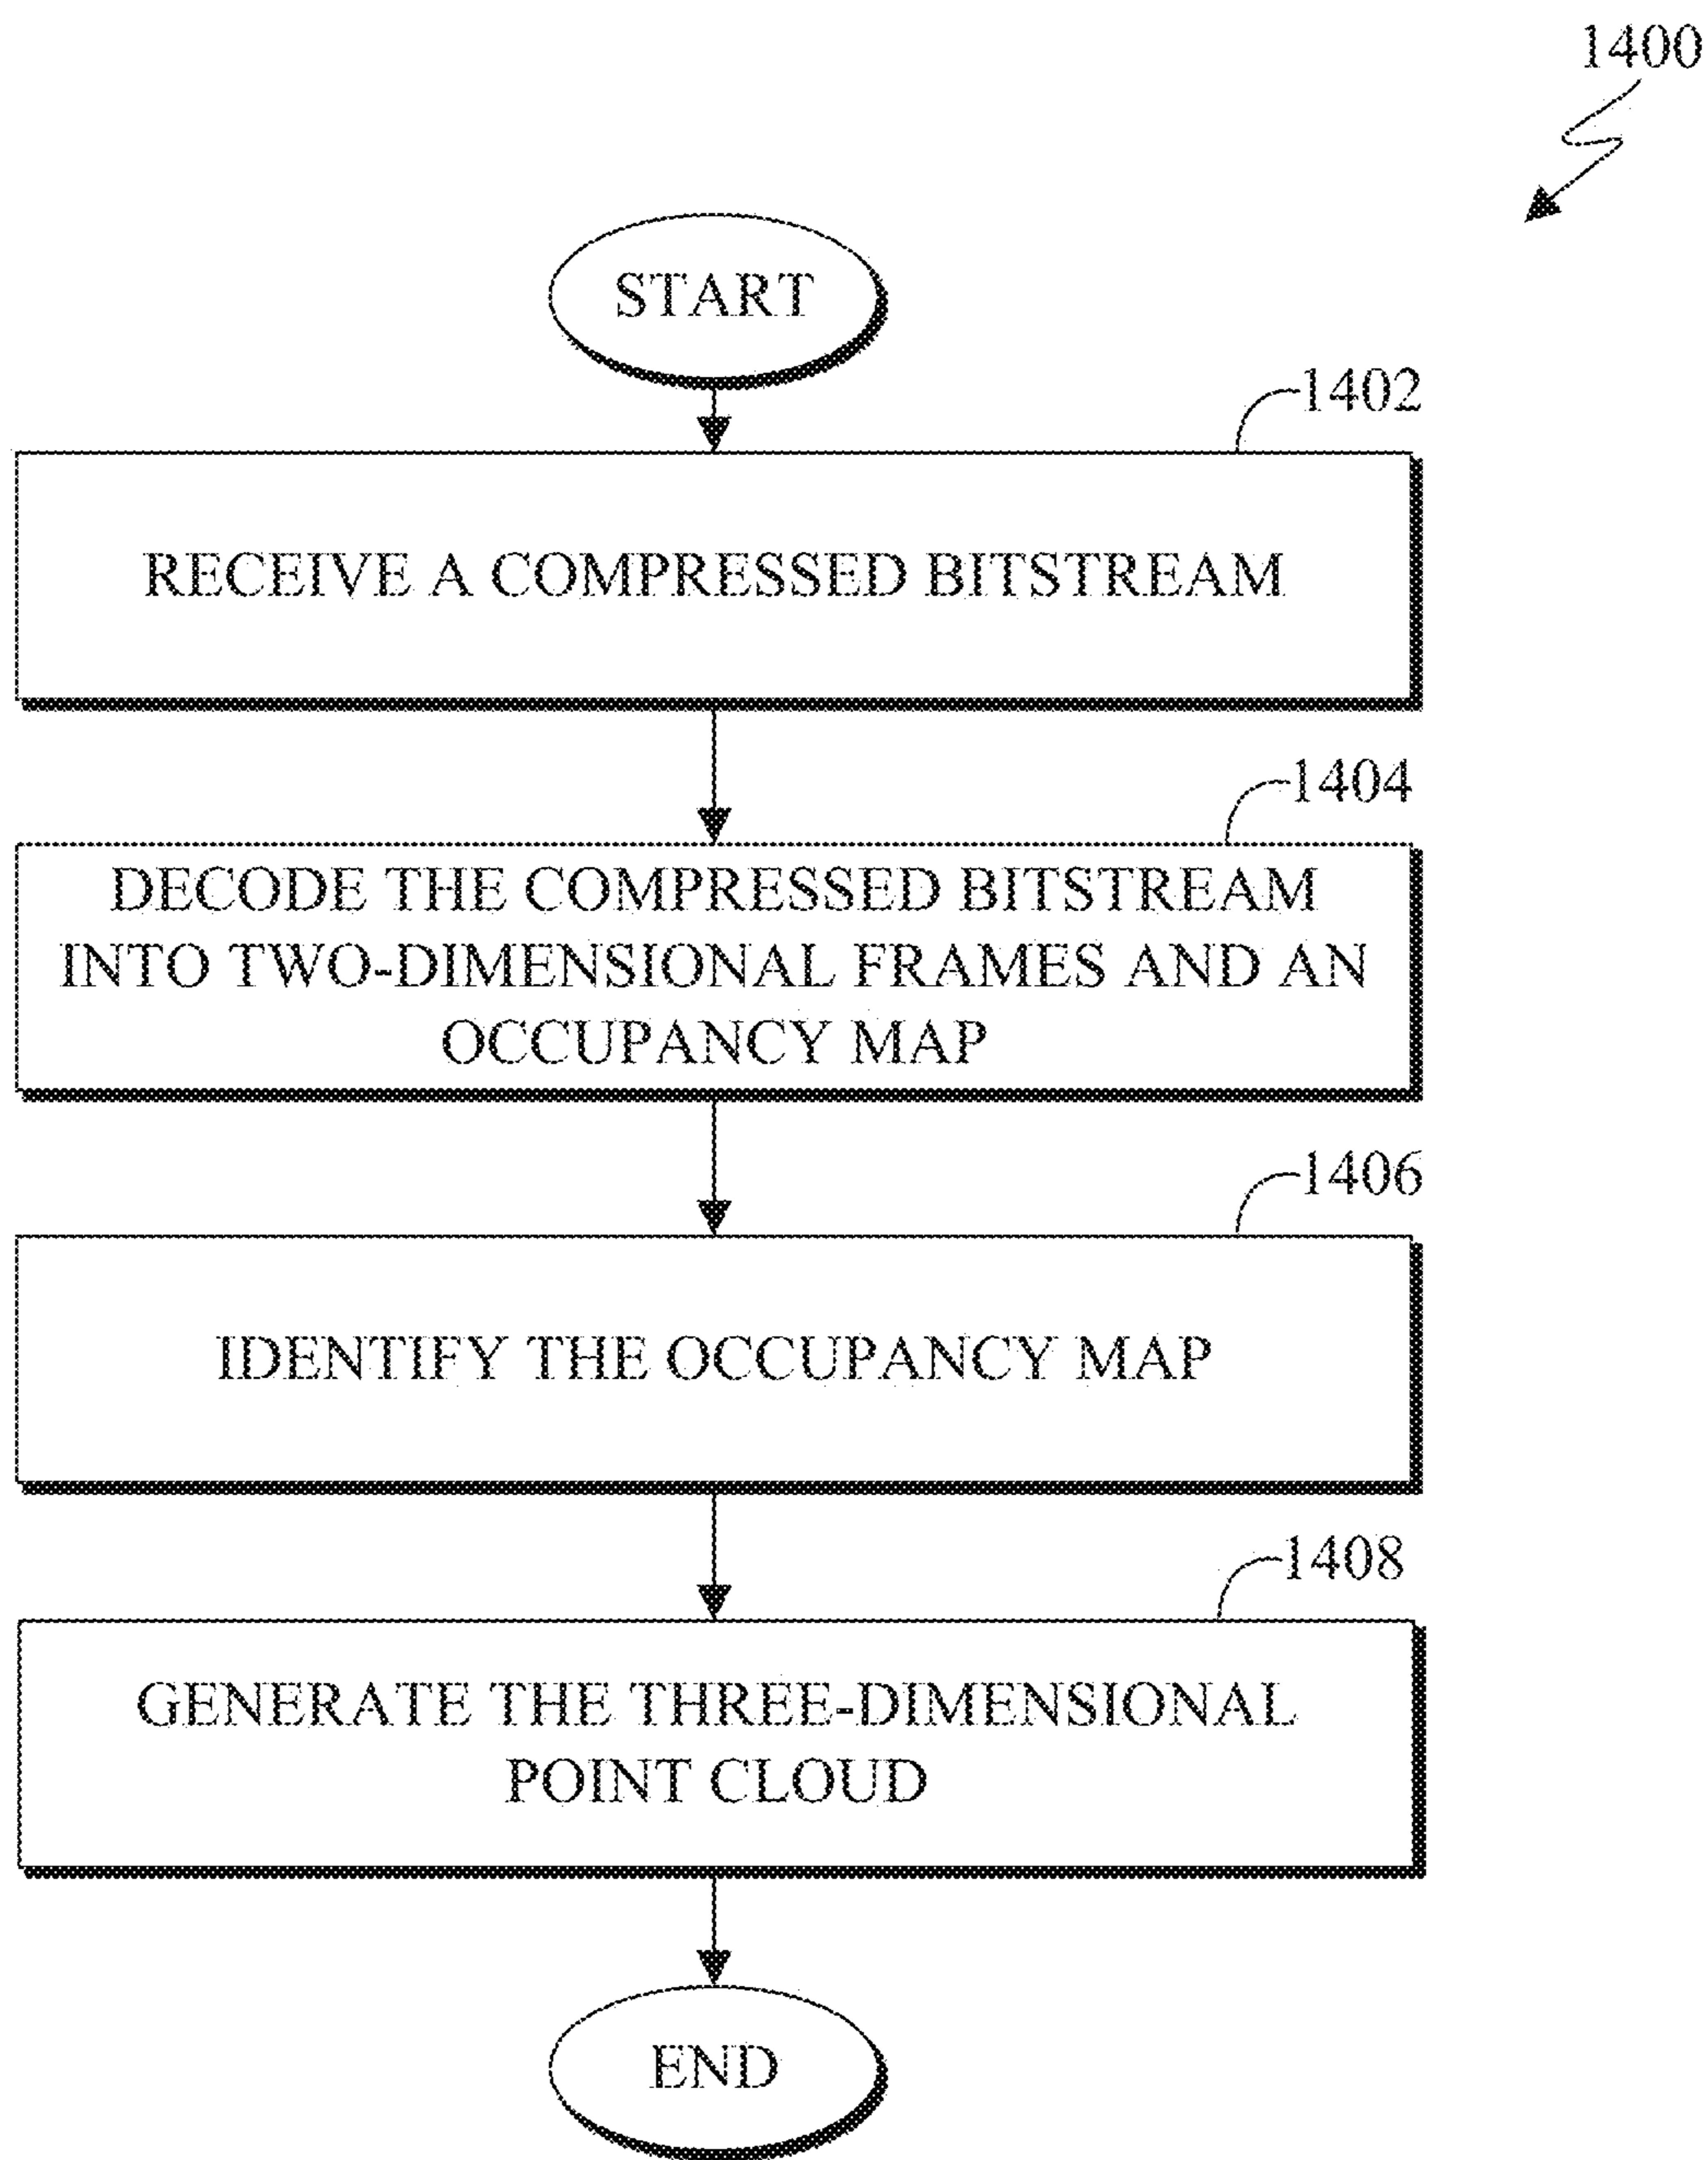 1400
START
1402
RECEIVE A COMPRESSED BITSTREAM
1404
DECODE THE COMPRESSED BITSTREAM
INTO TWO-DIMENSIONAL FRAMES AND AN
OCCUPANCY MAP
1406
IDENTIFY THE OCCUPANCY MAP
1408
GENERATE THE THREE-DIMENSIONAL
POINT CLOUD
END